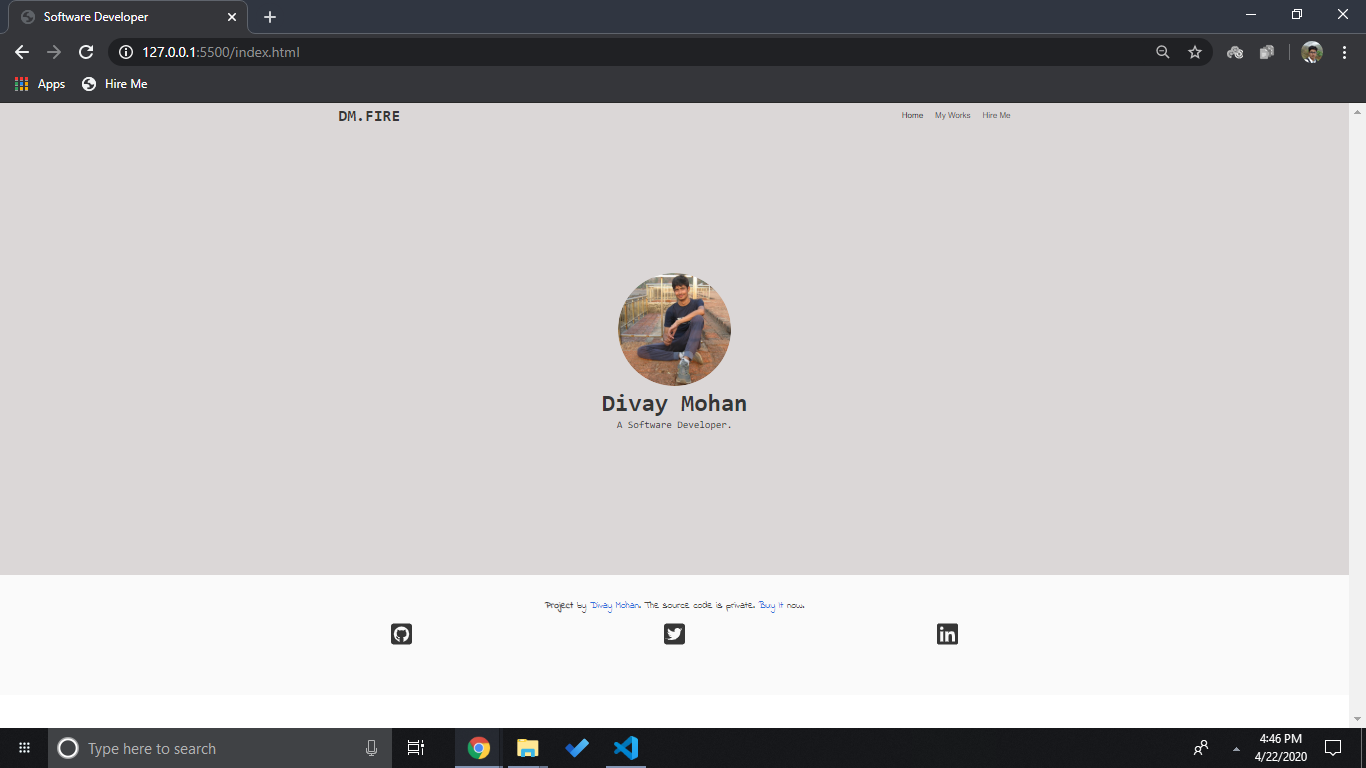 Software Developer
127.0.0.1:5500/index.html
Apps
Hire Me
DM.FIRE
Home
My Works
Hire Me
Divay Mohan
A Software Developer.
Project by Divay Mohan. The source code is private. Buy it now.
in
Type here to search
4:46 PM
4/22/2020